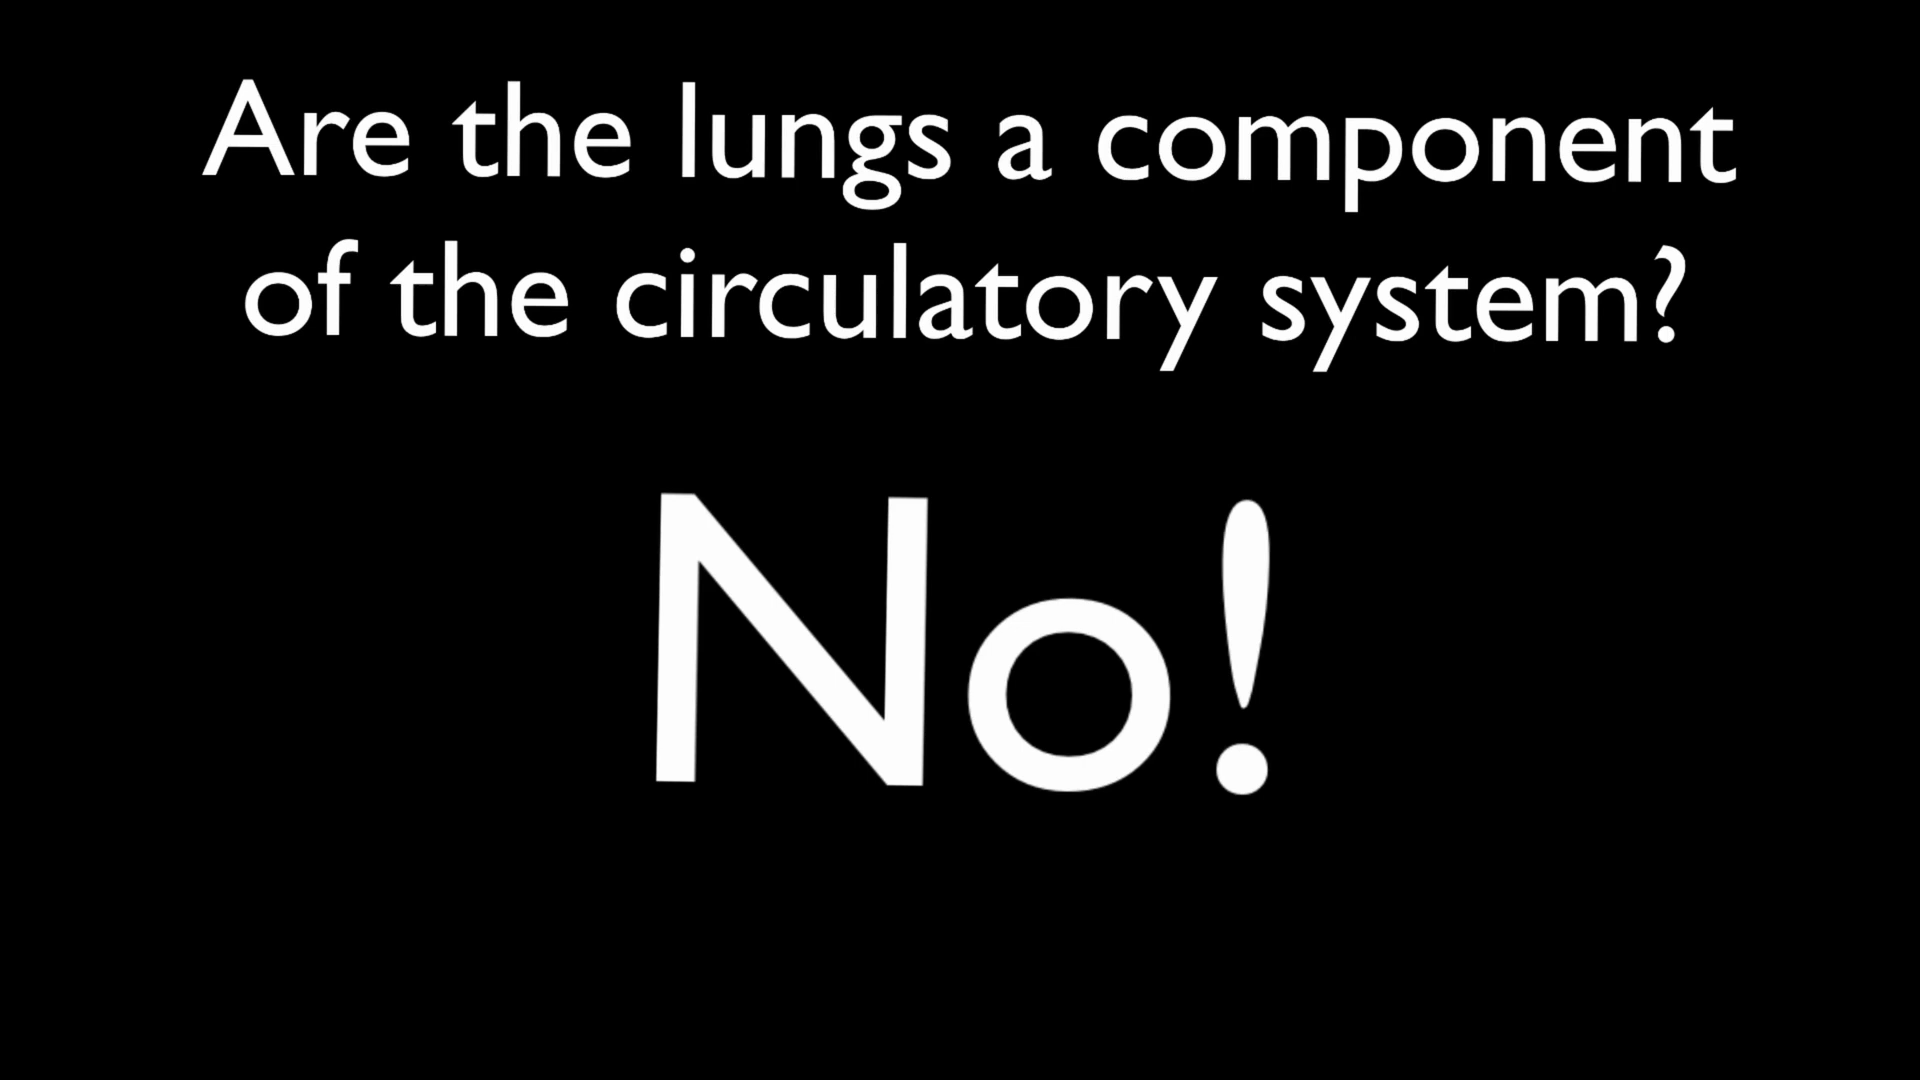 Are the lungs a component
of the circulatory system?
No!